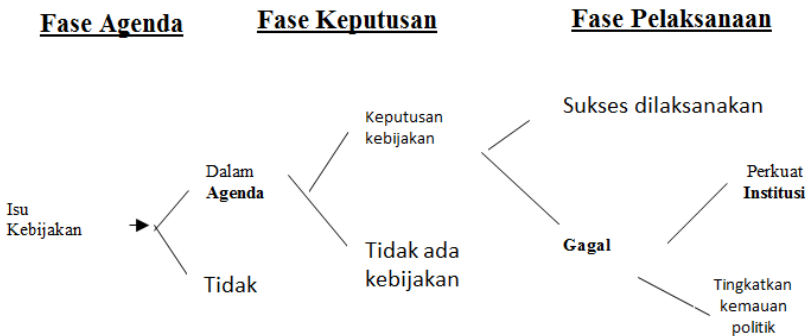 Fase Agenda
Fase Keputusan
Fase Pelaksanaan
Isu
Kebijakan
Dalam
Agenda
Tidak
Keputusan
kebijakan
Tidak ada
kebijakan
Sukses dilaksanakan
Gagal
Perkuat
Institusi
Tingkatkan
kemauan
politik